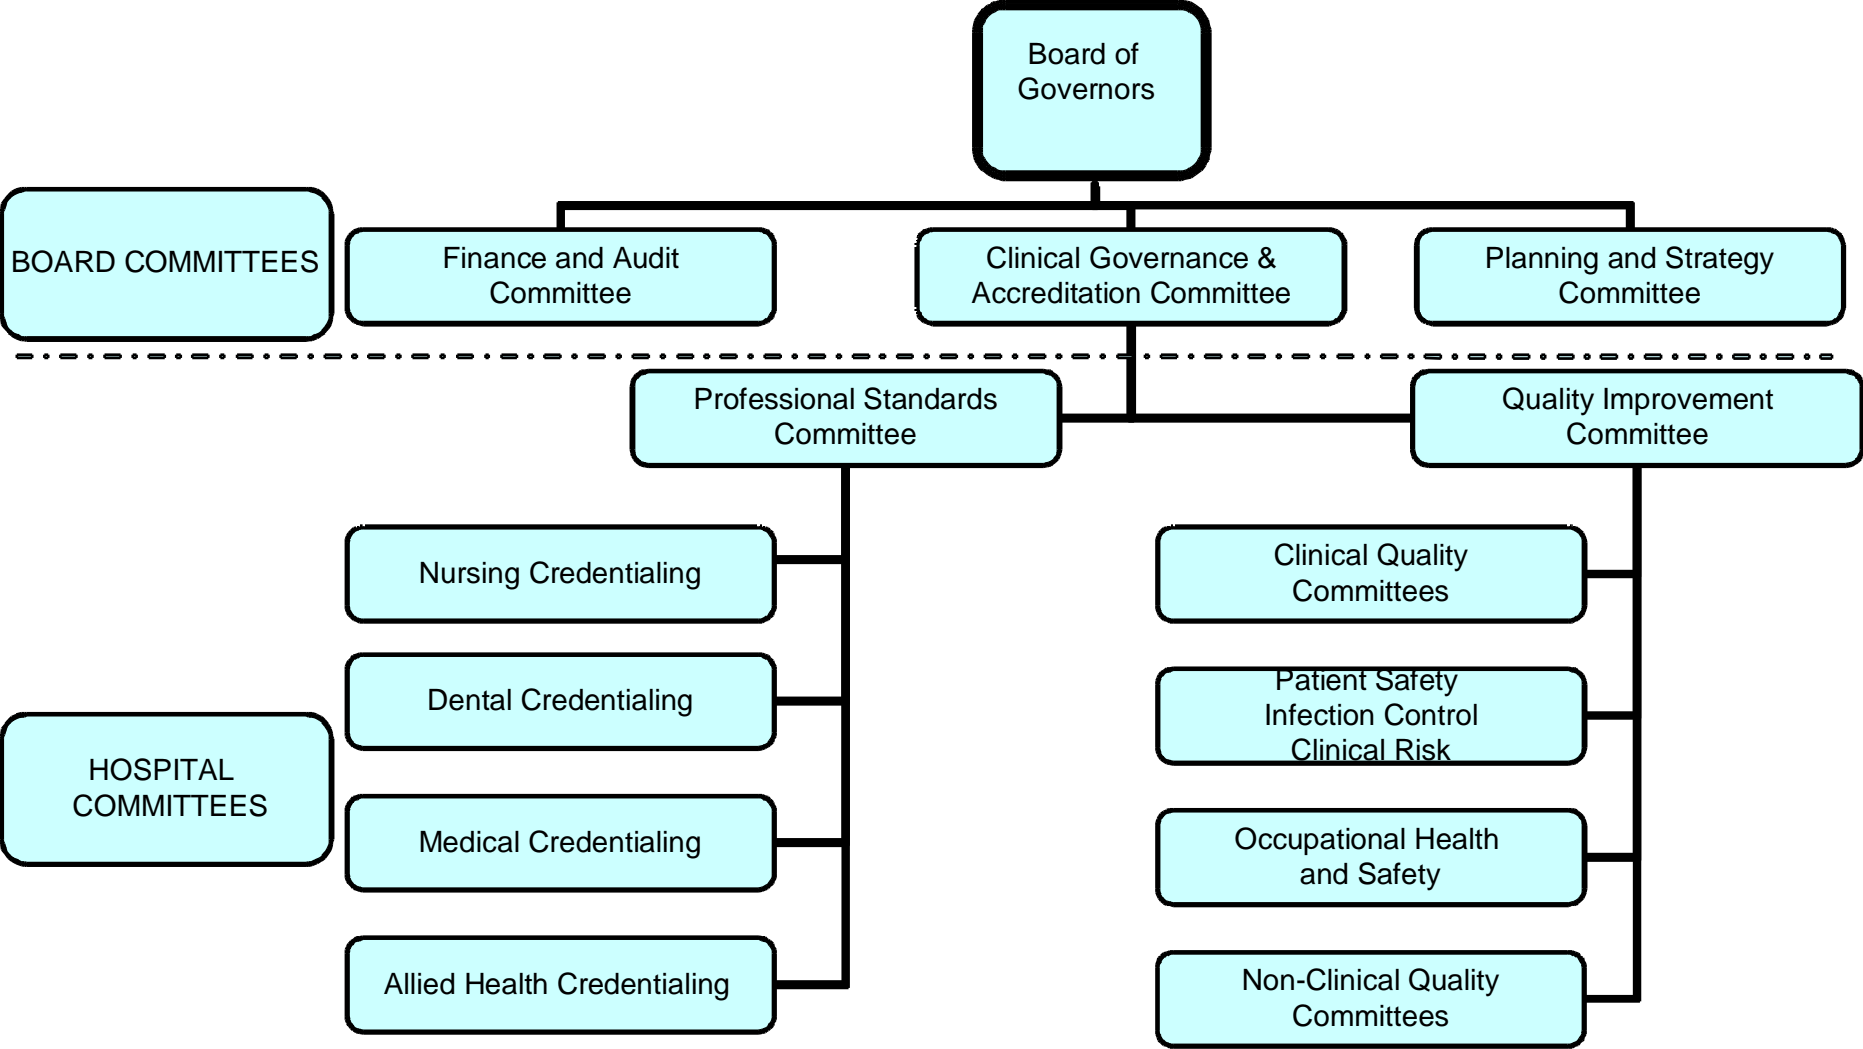 Board of
Governors
BOARD COMMITTEES
Finance and Audit
Committee
Clinical Governance &
Accreditation Committee
Planning and Strategy
Committee
Professional Standards
Committee
Quality Improvement
Committee
Nursing Credentialing
Dental Credentialing
Medical Credentialing
Allied Health Credentialing
Clinical Quality
Committees
Patient Safety
Infection Control
Clinical Risk
Occupational Health
and Safety
Non-Clinical Quality
Committees
HOSPITAL
COMMITTEES